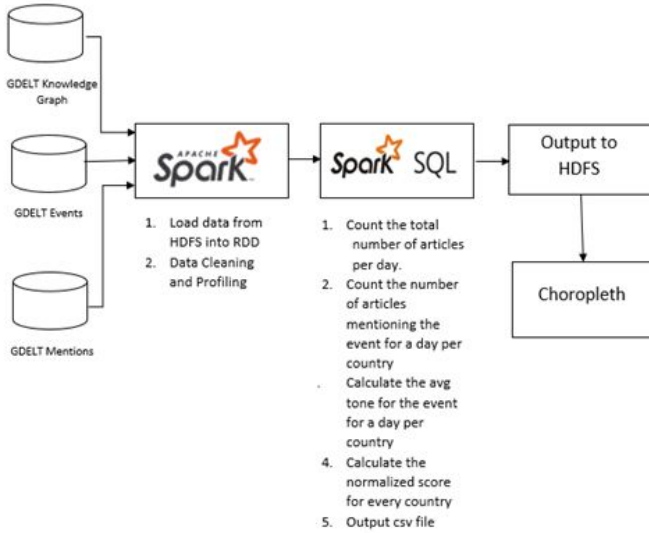 GDELT Knowledge
Graph
GDELT Events
GDELT Mentions
APACHE
Spark
1. Load data from
HDFS into RDD
2. Data Cleaning
and Profiling
Spark SQL
1. Count the total
number of articles
per day.
2. Count the number
of articles
mentioning the
event for a day per
country
. Calculate the avg
tone for the event
for a day per
country
4. Calculate the
normalized score
for every country
5. Output csv file
Output to
HDFS
Choropleth